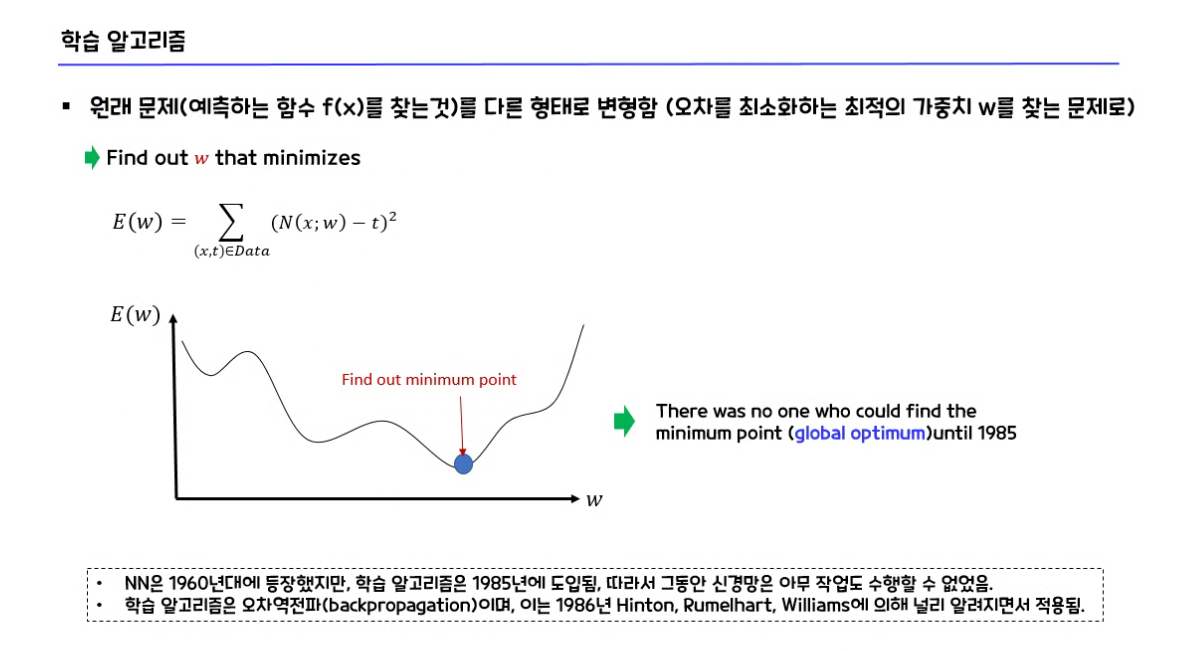 학습 알고리즘
▪ 원래 문제(예측하는 함수 f(x)를 찾는것)를 다른 형태로 변형함 (오차를 최소화하는 최적의 가중치 w를 찾는 문제로)
Find out w that minimizes
E(w) = ∑ (N(x; w) − t)²
(x,t)∈Data
E(w)
Find out minimum point
There was no one who could find the
minimum point (global optimum)until 1985
w
• NN은 1960년대에 등장했지만, 학습 알고리즘은 1985년에 도입됨, 따라서 그동안 신경망은 아무 작업도 수행할 수 없었음.
• 학습 알고리즘은 오차역전파(backpropagation)이며, 이는 1986년 Hinton, Rumelhart, Williams에 의해 널리 알려지면서 적용됨.